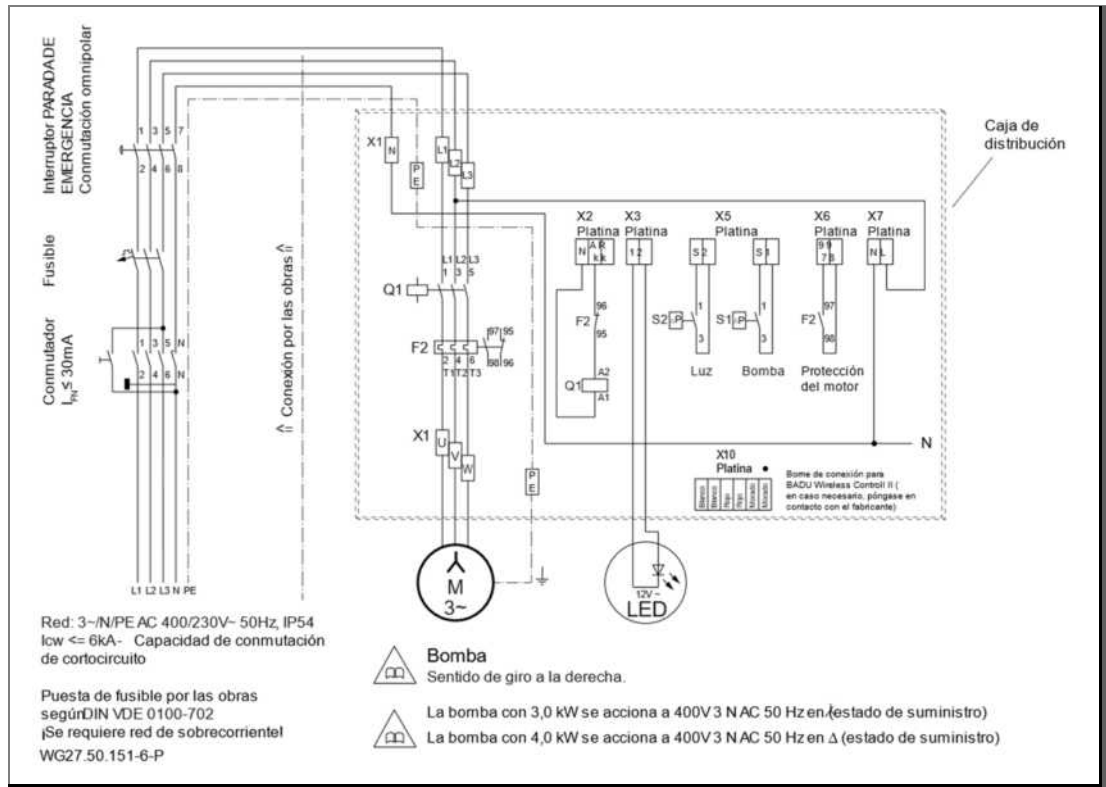 Interruptor PARADADE
EMERGENCIA
Conmutación omnipolar
1 3 5 7
2 4 6 8
Fusible
Conmutador
I_FN ≤ 30mA
1 3 5 N
2 4 6 N
L1 L2 L3 N PE
<= Conexión por las obras =
Caja de
distribución
X1
N
PE
L1
L2
L3
L1 L2 L3
1 3 5
Q1
F2
97 95
98 96
2 4 6
T1 T2 T3
X1
U
V
W
PE
M
3~
X2
Platina
N
A R
k k
96
F2
95
Q1
A2
A1
X3
Platina
1 2
X5
Platina
S 2
S 1
1
S2
P
3
Luz
1
S1
P
3
Bomba
X6
Platina
9 9
7 8
97
F2
98
Protección
del motor
X7
Platina
N L
N
X10
Platina
Blanco
Blanco
Rojo
Rojo
Morado
Morado
Borne de conexión para
BADU Wireless Controll II (
en caso necesario, póngase en
contacto con el fabricante)
12V ~
LED
Red: 3~/N/PE AC 400/230V~ 50Hz, IP54
Icw <= 6kA - Capacidad de conmutación
de cortocircuito
Puesta de fusible por las obras
segúnDIN VDE 0100-702
¡Se requiere red de sobrecorriente!
WG27.50.151-6-P
Bomba
Sentido de giro a la derecha.
La bomba con 3,0 kW se acciona a 400V 3 N AC 50 Hz en (estado de suministro)
La bomba con 4,0 kW se acciona a 400V 3 N AC 50 Hz en Δ (estado de suministro)